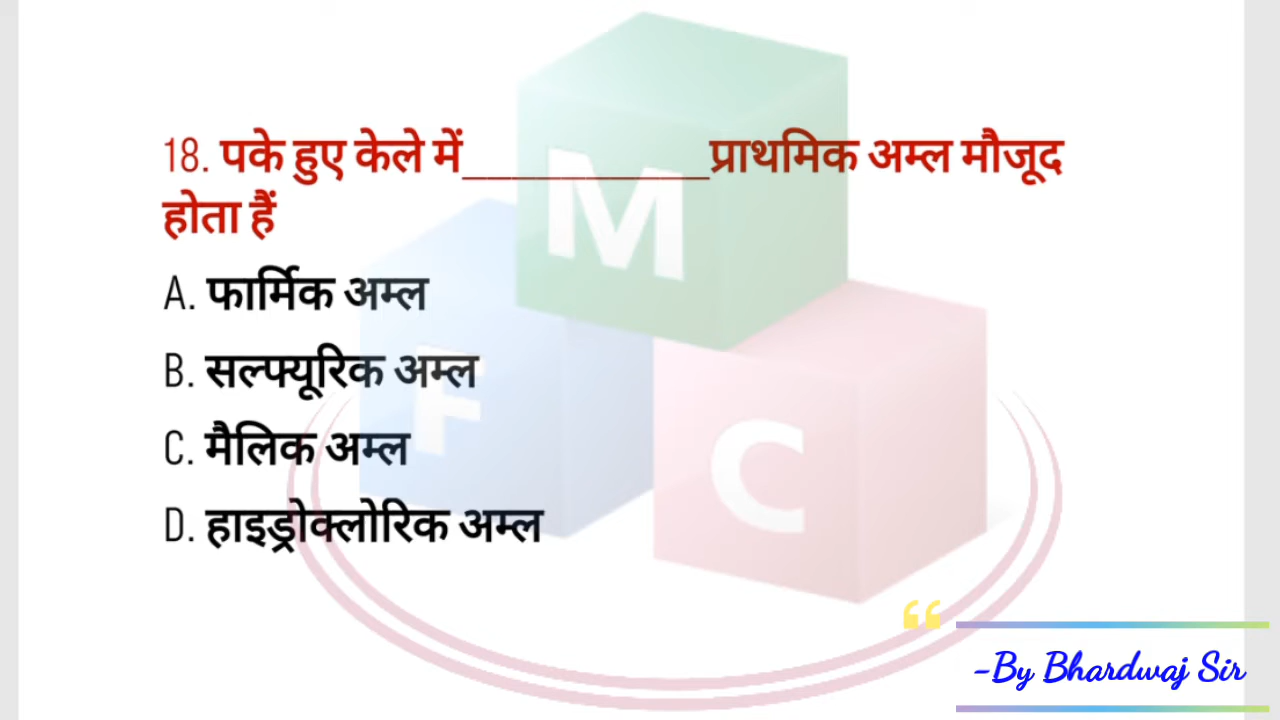 18. पके हुए केले में__________प्राथमिक अम्ल मौजूद
होता हैं
A. फार्मिक अम्ल
B. सल्फ्यूरिक अम्ल
C. मैलिक अम्ल
D. हाइड्रोक्लोरिक अम्ल
M
F
C
“
-By Bhardwaj Sir